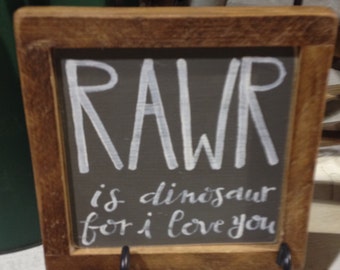 RAWR
is dinosaur
for i love you